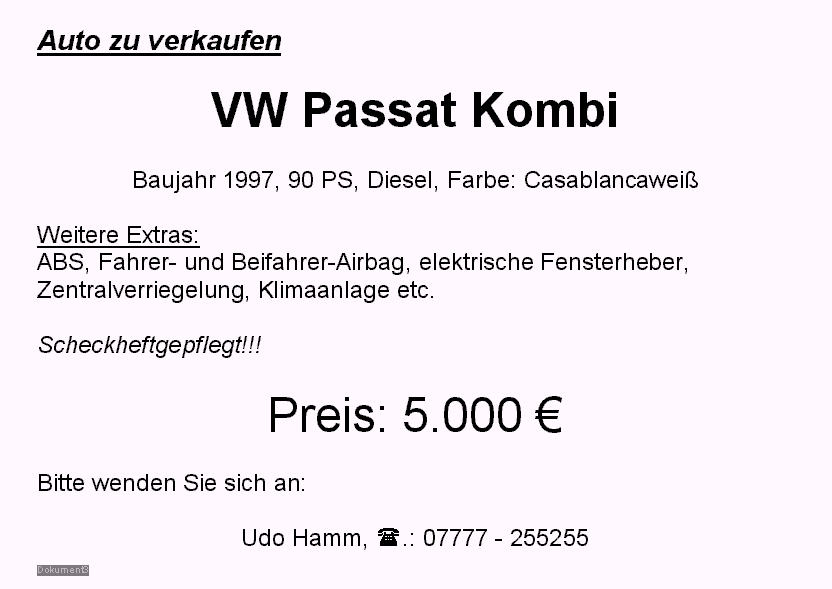 Auto zu verkaufen
VW Passat Kombi
Baujahr 1997, 90 PS, Diesel, Farbe: Casablancaweiß
Weitere Extras:
ABS, Fahrer- und Beifahrer-Airbag, elektrische Fensterheber,
Zentralverriegelung, Klimaanlage etc.
Scheckheftgepflegt!!!
Preis: 5.000 €
Bitte wenden Sie sich an:
Udo Hamm, ☎.: 07777 - 255255
Dokument3